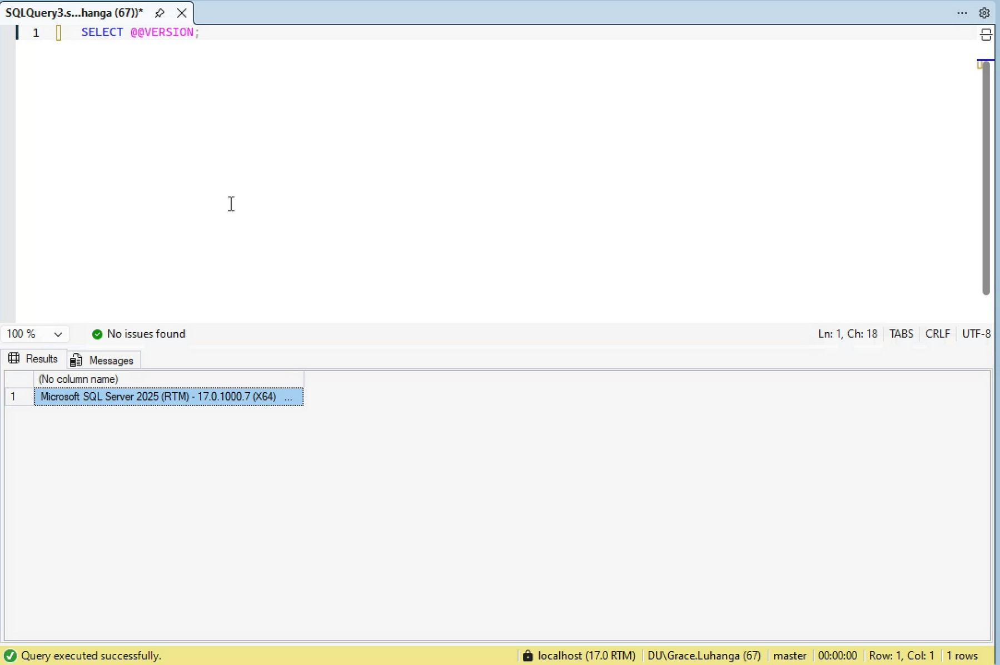 SQLQuery3.s...hanga (67))*
1 SELECT @@VERSION;
100 % No issues found Ln: 1, Ch: 18 TABS CRLF UTF-8
Results Messages
(No column name)
1 Microsoft SQL Server 2025 (RTM) - 17.0.1000.7 (X64) ...
Query executed successfully. localhost (17.0 RTM) DU\Grace.Luhanga (67) master 00:00:00 Row: 1, Col: 1 1 rows